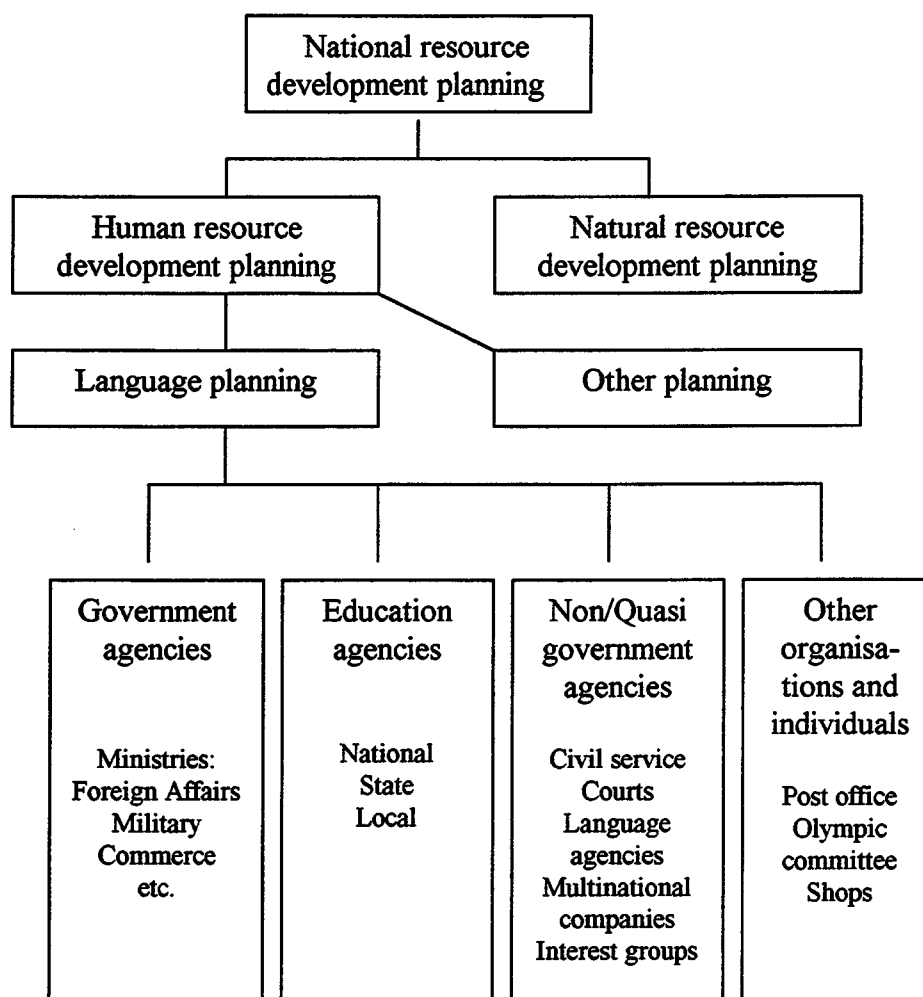 National resource
development planning
Human resource
development planning
Natural resource
development planning
Language planning
Other planning
Government
agencies
Ministries:
Foreign Affairs
Military
Commerce
etc.
Education
agencies
National
State
Local
Non/Quasi
government
agencies
Civil service
Courts
Language
agencies
Multinational
companies
Interest groups
Other
organisa-
tions and
individuals
Post office
Olympic
committee
Shops